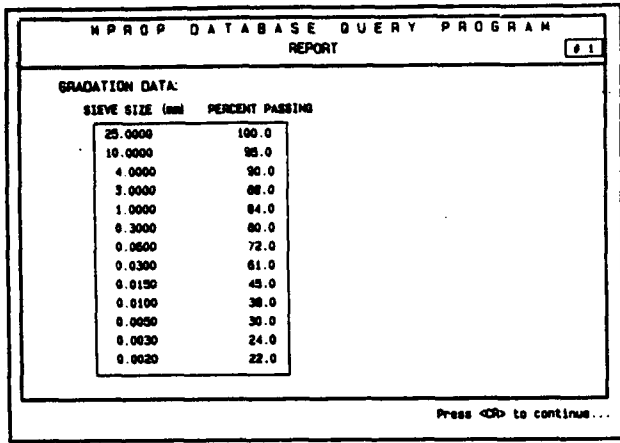 MPROP DATABASE QUERY PROGRAM
REPORT
# 1
GRADATION DATA:
SIEVE SIZE (mm) PERCENT PASSING
25.0000 100.0
10.0000 95.0
4.0000 90.0
3.0000 88.0
1.0000 84.0
0.3000 80.0
0.0600 72.0
0.0300 61.0
0.0150 45.0
0.0100 38.0
0.0050 30.0
0.0030 24.0
0.0020 22.0
Press <CR> to continue...